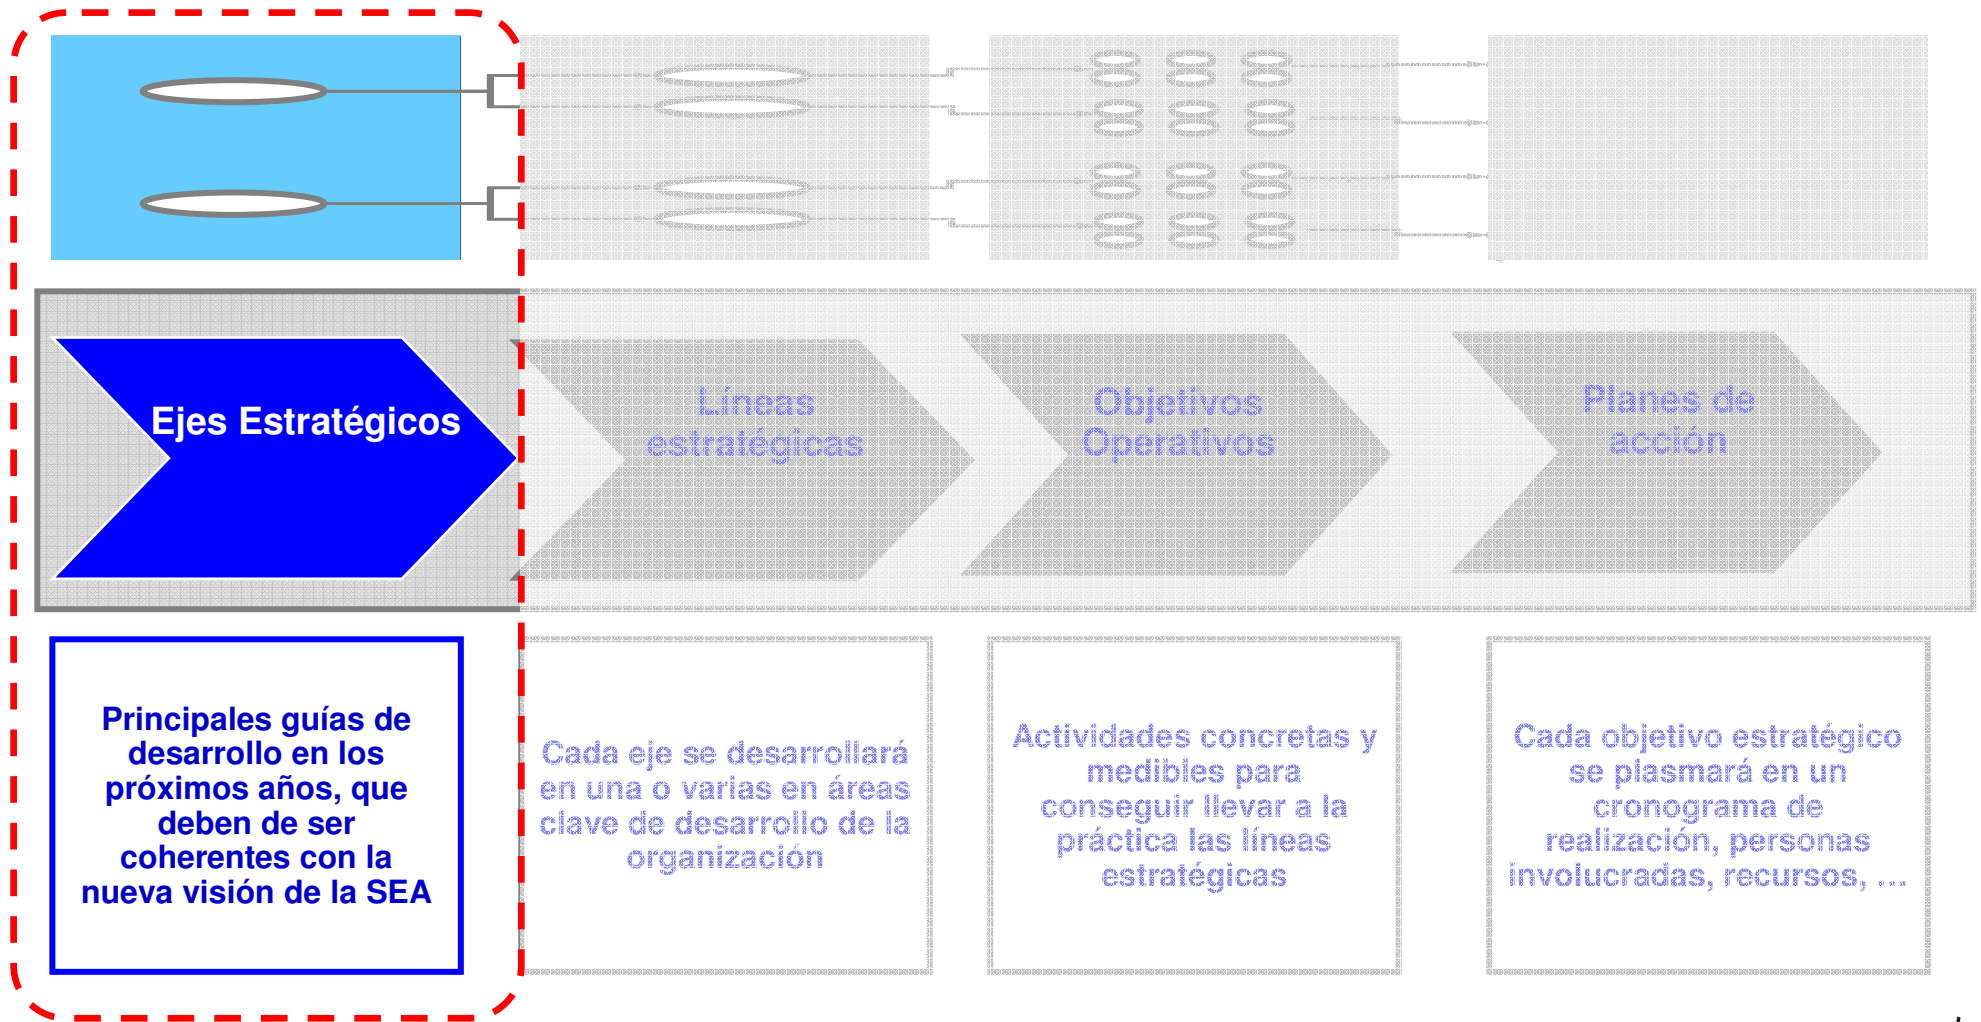 Ejes Estratégicos
Líneas
estratégicas
Objetivos
Operativos
Planes de
acción
Principales guías de
desarrollo en los
próximos años, que
deben de ser
coherentes con la
nueva visión de la SEA
Cada eje se desarrollará
en una o varias en áreas
clave de desarrollo de la
organización
Actividades concretas y
medibles para
conseguir llevar a la
práctica las líneas
estratégicas
Cada objetivo estratégico
se plasmará en un
cronograma de
realización, personas
involucradas, recursos, ...